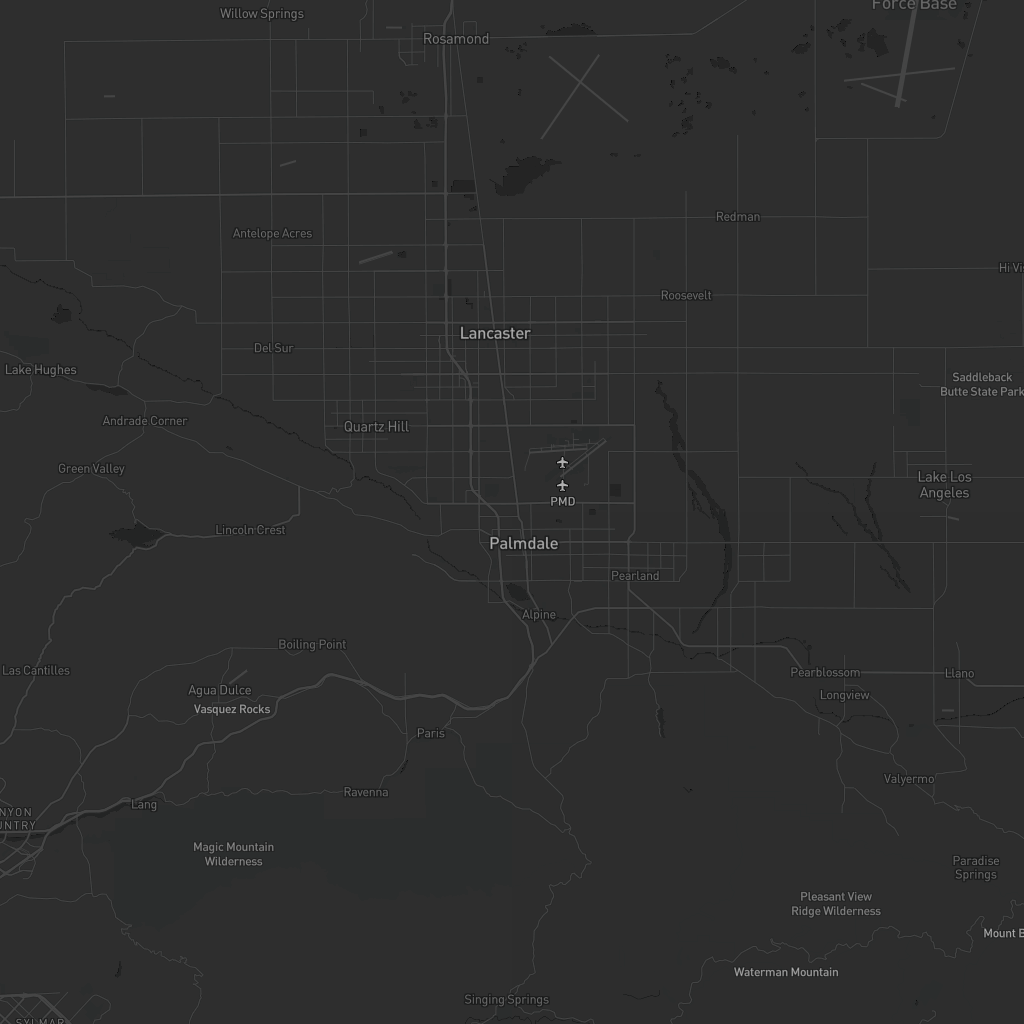 Force Base
Willow Springs
Rosamond
Redman
Antelope Acres
Hi Vis
Roosevelt
Lancaster
Del Sur
Lake Hughes
Saddleback
Butte State Park
Andrade Corner
Quartz Hill
Green Valley
Lake Los
Angeles
PMD
Lincoln Crest
Palmdale
Pearland
Alpine
Boiling Point
Las Cantilles
Pearblossom
Llano
Agua Dulce
Longview
Vasquez Rocks
Paris
Valyermo
Ravenna
Lang
NYON
UNTRY
Magic Mountain
Wilderness
Paradise
Springs
Pleasant View
Ridge Wilderness
Mount B
Waterman Mountain
Singing Springs
SYLMAR